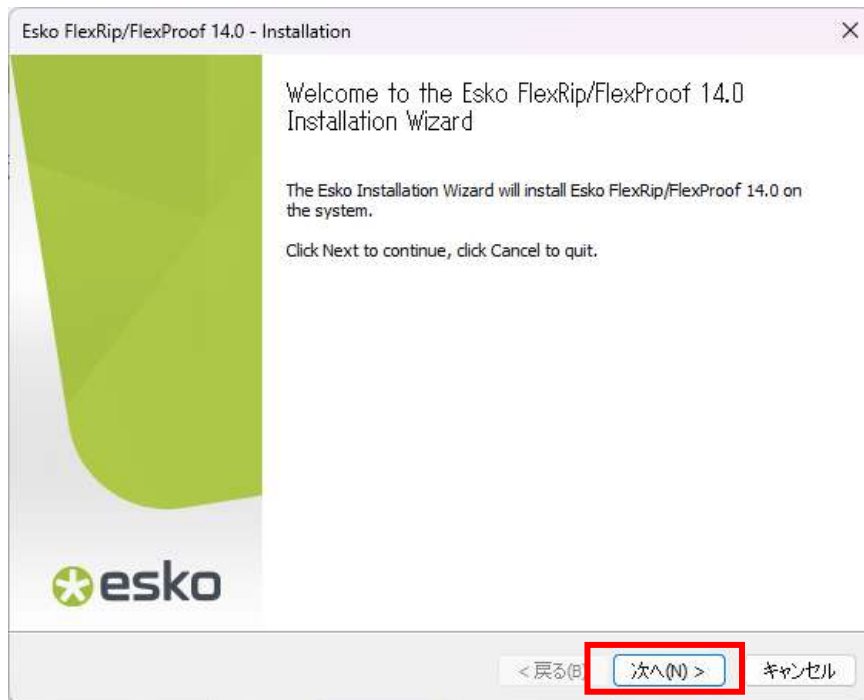 Esko FlexRip/FlexProof 14.0 - Installation
Welcome to the Esko FlexRip/FlexProof 14.0
Installation Wizard
The Esko Installation Wizard will install Esko FlexRip/FlexProof 14.0 on
the system.
Click Next to continue, click Cancel to quit.
esko
< 戻る(B) 次へ(N) > キャンセル